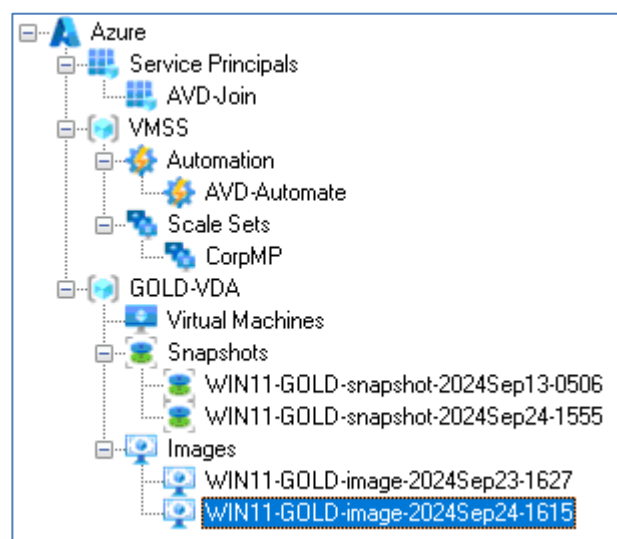 Azure
Service Principals
AVD-Join
VMSS
Automation
AVD-Automate
Scale Sets
CorpMP
GOLD-VDA
Virtual Machines
Snapshots
WIN11-GOLD-snapshot-2024Sep13-0506
WIN11-GOLD-snapshot-2024Sep24-1555
Images
WIN11-GOLD-image-2024Sep23-1627
WIN11-GOLD-image-2024Sep24-1615